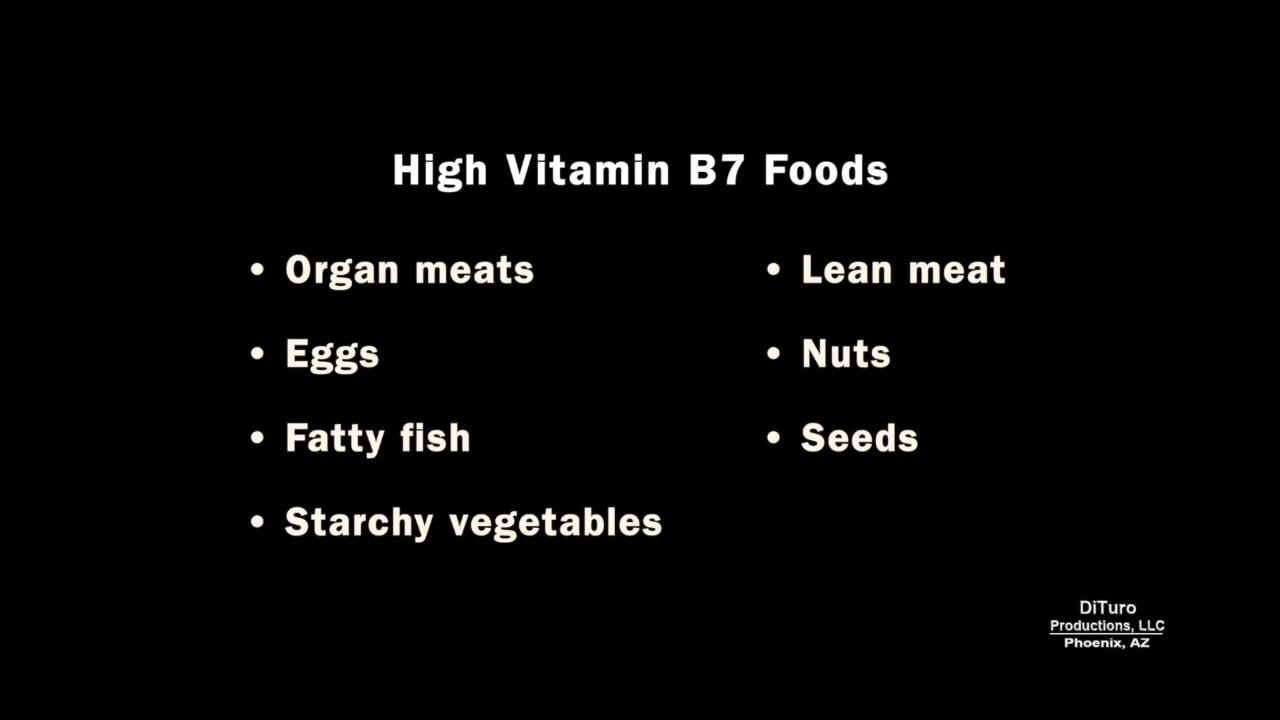 High Vitamin B7 Foods
• Organ meats
• Eggs
• Fatty fish
• Starchy vegetables
• Lean meat
• Nuts
• Seeds
DiTuro
Productions, LLC
Phoenix, AZ